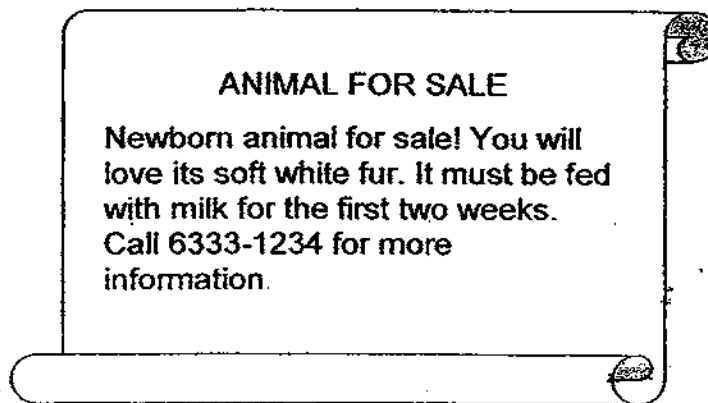 ANIMAL FOR SALE
Newborn animal for sale! You will
love its soft white fur. It must be fed
with milk for the first two weeks.
Call 6333-1234 for more
information.